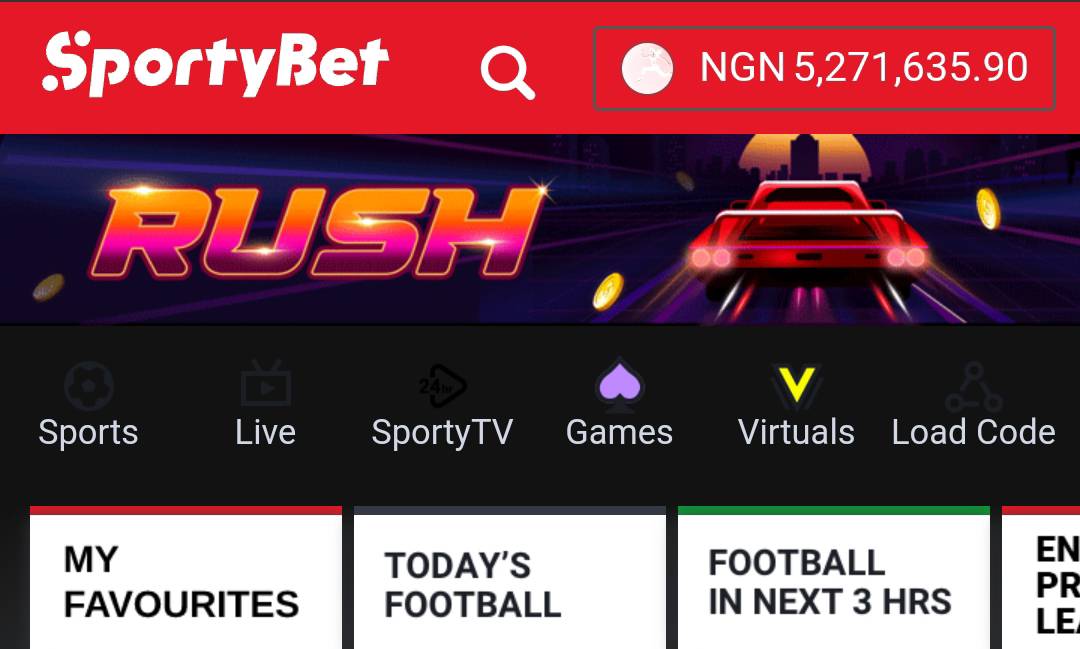 SportyBet
NGN 5,271,635.90
RUSH
24hr
Sports
Live
SportyTV
Games
Virtuals
Load Code
MY
FAVOURITES
TODAY'S
FOOTBALL
FOOTBALL
IN NEXT 3 HRS
EN
PR
LEA